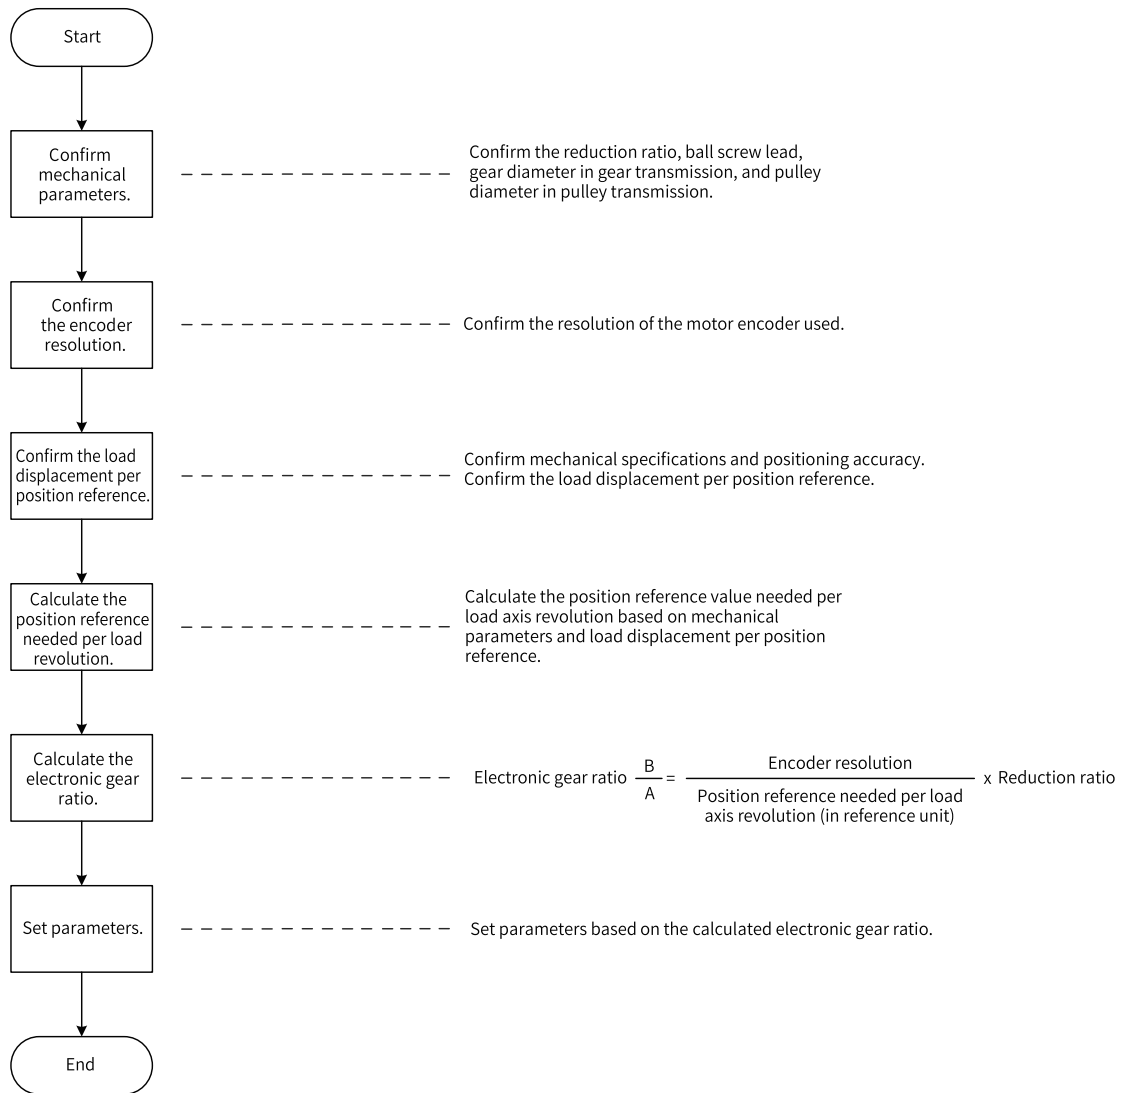 Start
Confirm
mechanical
parameters.
Confirm the reduction ratio, ball screw lead,
gear diameter in gear transmission, and pulley
diameter in pulley transmission.
Confirm
the encoder
resolution.
Confirm the resolution of the motor encoder used.
Confirm the load
displacement per
position reference.
Confirm mechanical specifications and positioning accuracy.
Confirm the load displacement per position reference.
Calculate the
position reference
needed per load
revolution.
Calculate the position reference value needed per
load axis revolution based on mechanical
parameters and load displacement per position
reference.
Calculate the
electronic gear
ratio.
Electronic gear ratio
B
A
=
Encoder resolution
Position reference needed per load
axis revolution (in reference unit)
x Reduction ratio
Set parameters.
Set parameters based on the calculated electronic gear ratio.
End